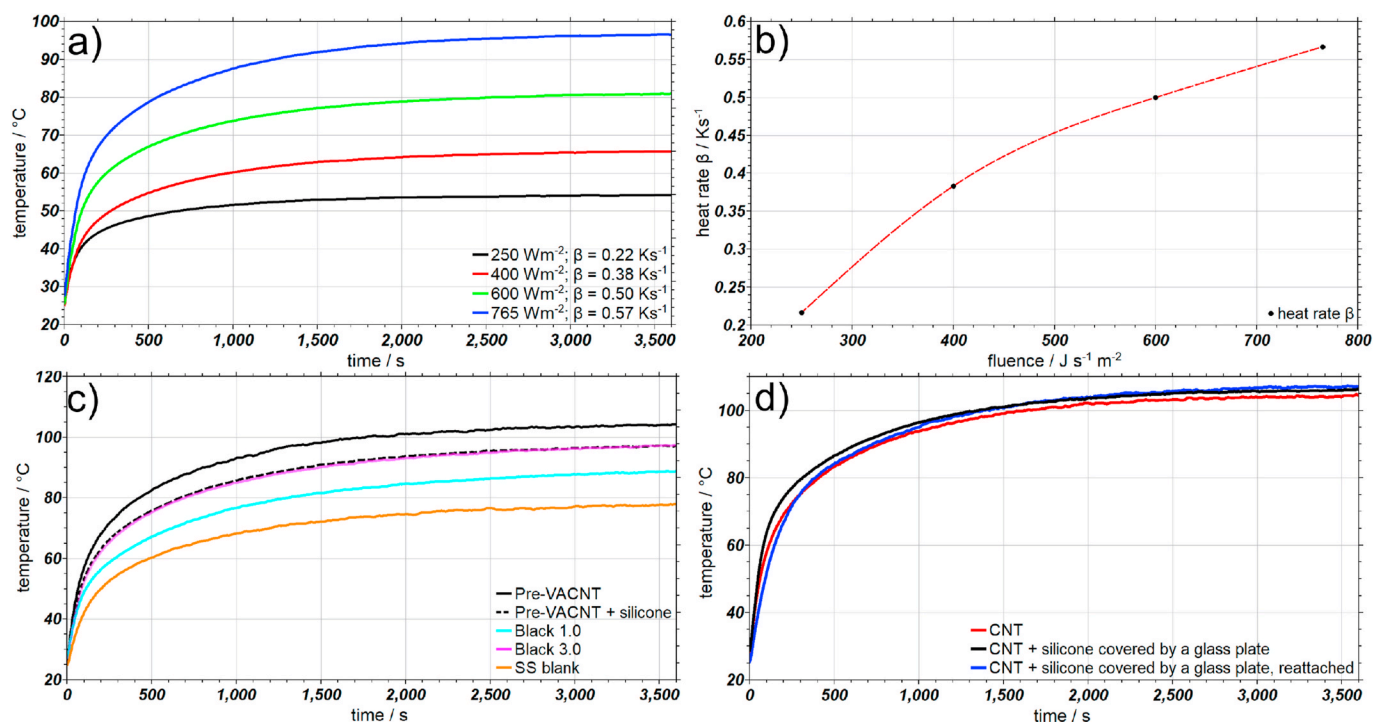 a)
100
90
80
70
60
50
40
30
20
temperature / °C
250 Wm-2; β = 0.22 Ks-1
400 Wm-2; β = 0.38 Ks-1
600 Wm-2; β = 0.50 Ks-1
765 Wm-2; β = 0.57 Ks-1
0 500 1,000 1,500 2,000 2,500 3,000 3,500
time / s
b)
0.6
0.55
0.5
0.45
0.4
0.35
0.3
0.25
0.2
heat rate β / Ks-1
heat rate β
200 300 400 500 600 700 800
fluence / J s-1 m-2
c)
120
100
80
60
40
20
temperature / °C
Pre-VACNT
Pre-VACNT + silicone
Black 1.0
Black 3.0
SS blank
0 500 1,000 1,500 2,000 2,500 3,000 3,500
time / s
d)
100
80
60
40
20
temperature / °C
CNT
CNT + silicone covered by a glass plate
CNT + silicone covered by a glass plate, reattached
0 500 1,000 1,500 2,000 2,500 3,000 3,500
time / s